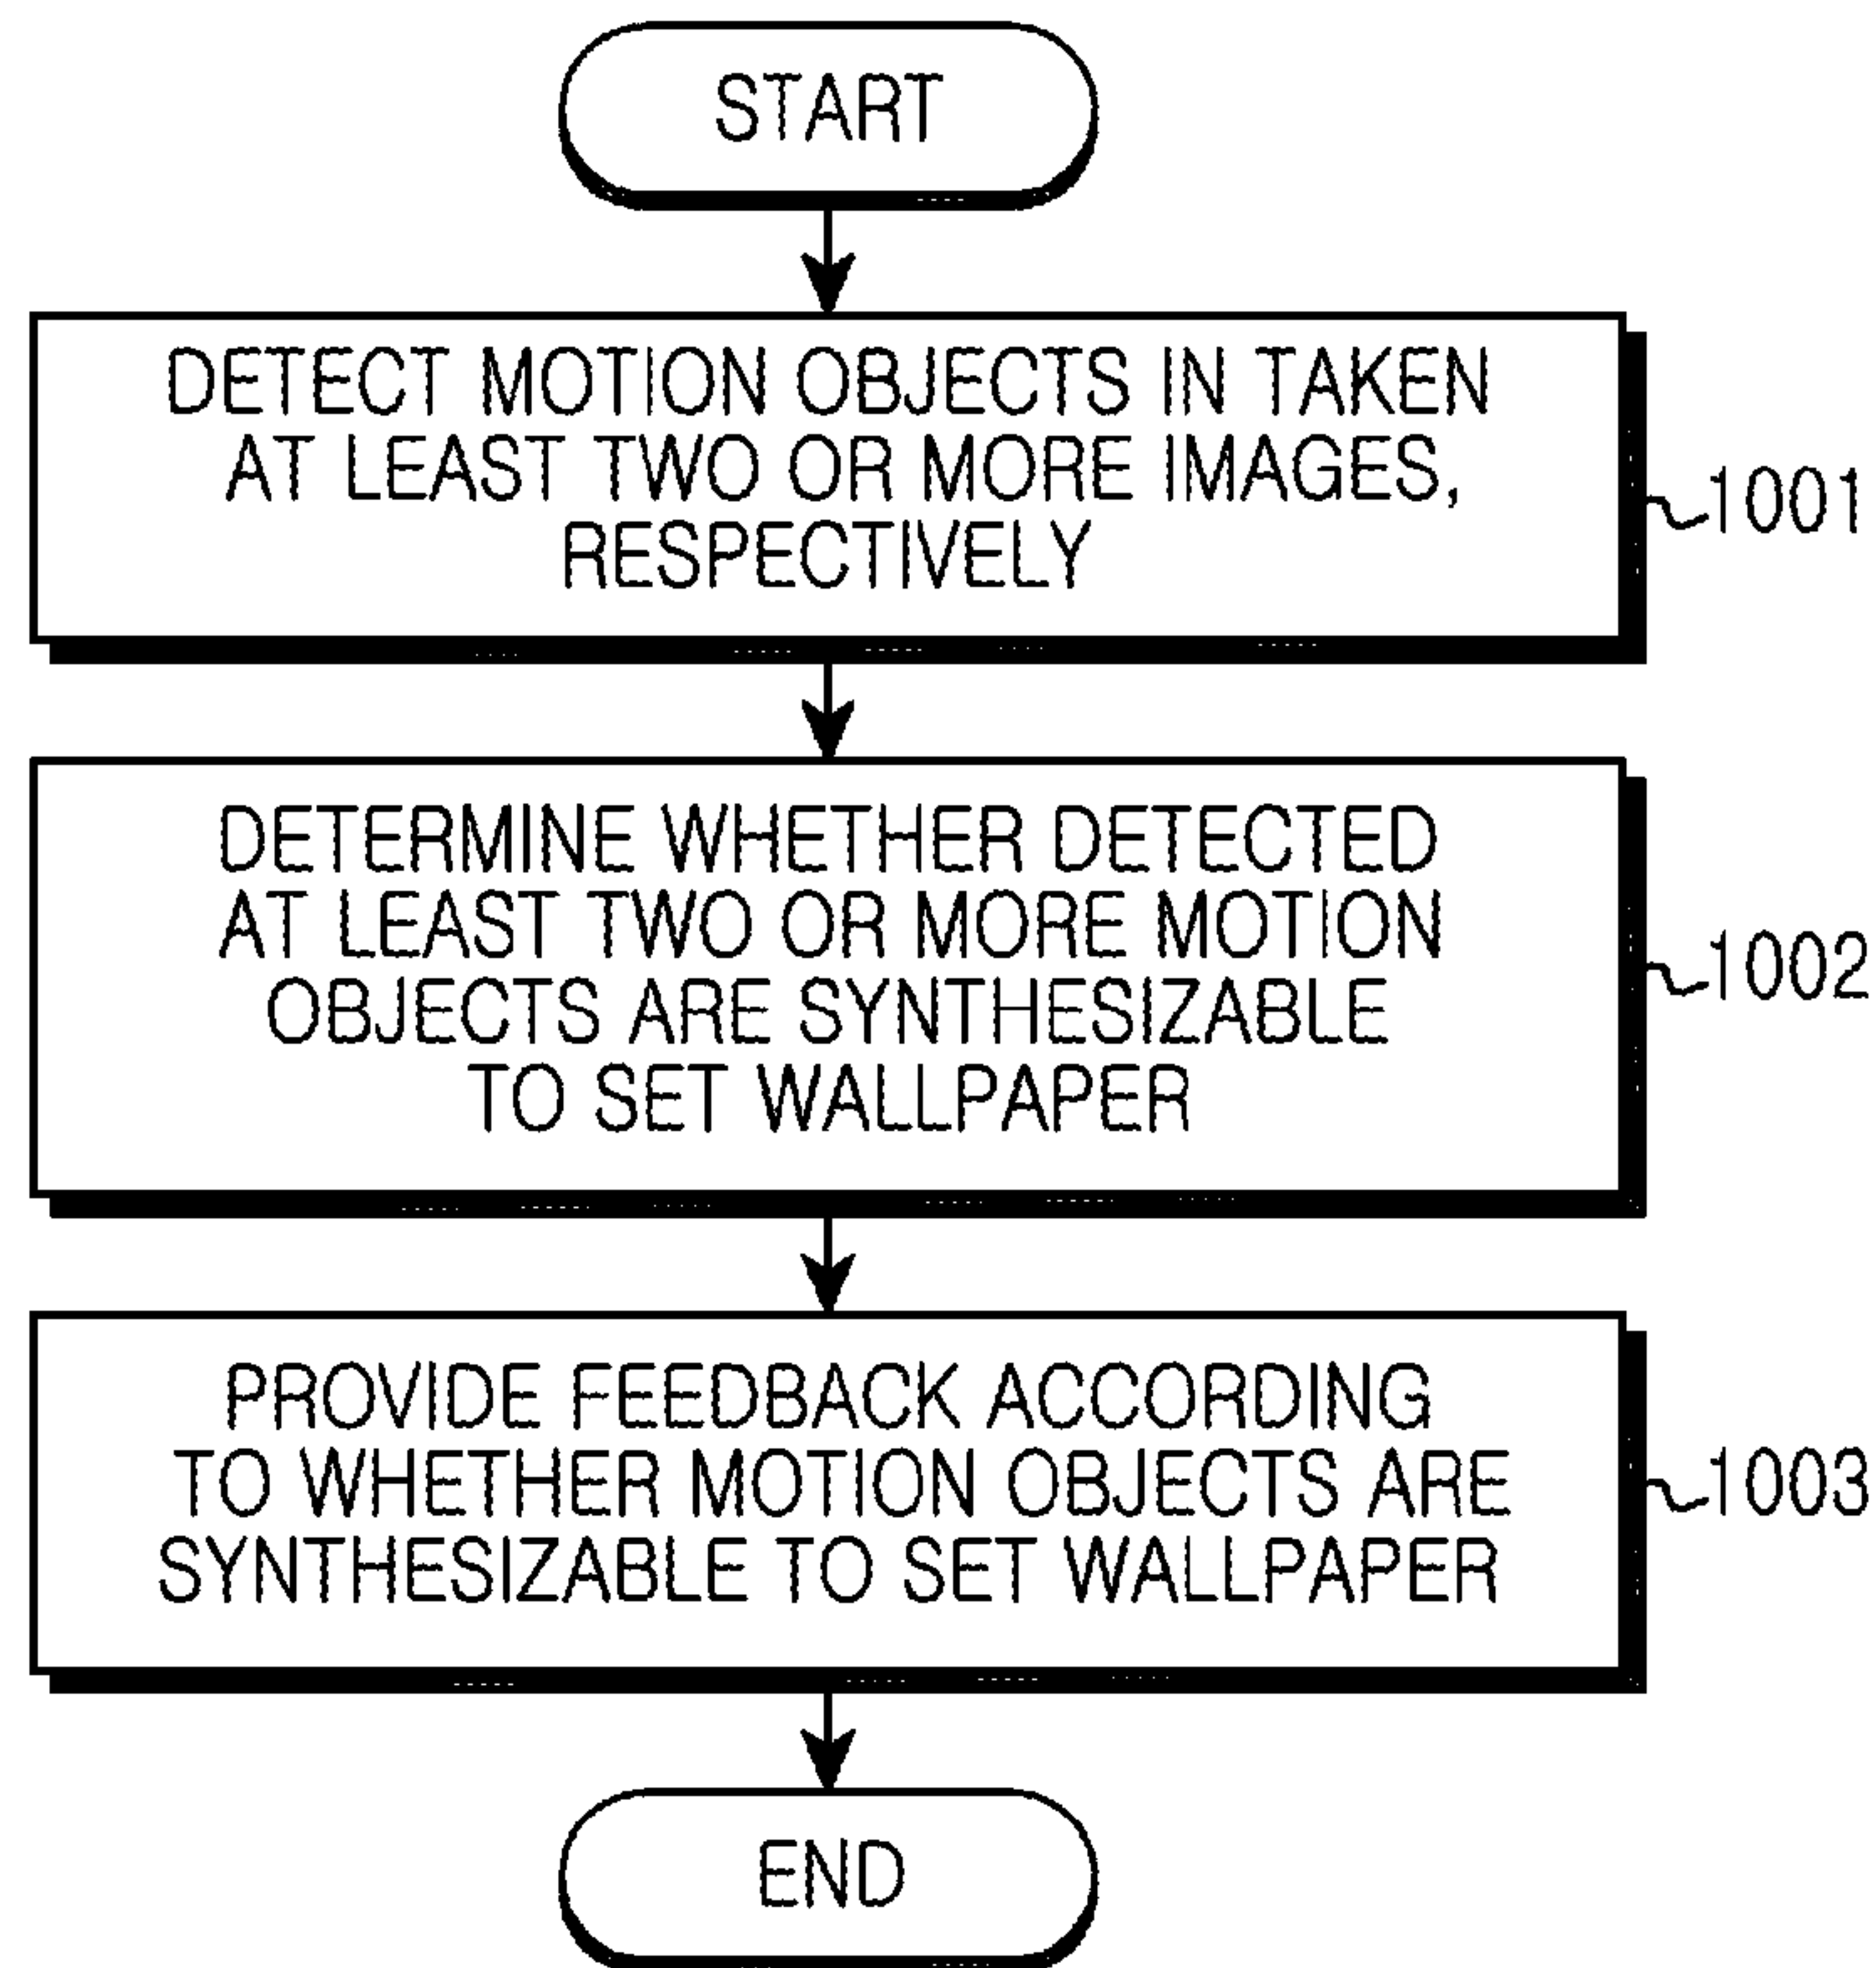 START
DETECT MOTION OBJECTS IN TAKEN
AT LEAST TWO OR MORE IMAGES,
RESPECTIVELY
1001
DETERMINE WHETHER DETECTED
AT LEAST TWO OR MORE MOTION
OBJECTS ARE SYNTHESIZABLE
TO SET WALLPAPER
1002
PROVIDE FEEDBACK ACCORDING
TO WHETHER MOTION OBJECTS ARE
SYNTHESIZABLE TO SET WALLPAPER
1003
END